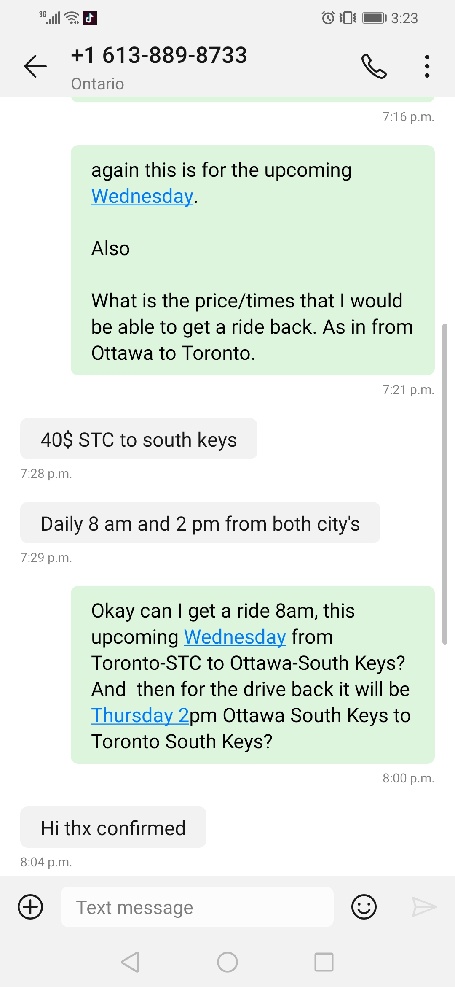 3:23
+1 613-889-8733
Ontario
7:16 p.m.
again this is for the upcoming
Wednesday.
Also
What is the price/times that I would
be able to get a ride back. As in from
Ottawa to Toronto.
7:21 p.m.
40$ STC to south keys
7:28 p.m.
Daily 8 am and 2 pm from both city's
7:29 p.m.
Okay can I get a ride 8am, this
upcoming Wednesday from
Toronto-STC to Ottawa-South Keys?
And  then for the drive back it will be
Thursday 2pm Ottawa South Keys to
Toronto South Keys?
8:00 p.m.
Hi thx confirmed
8:04 p.m.
Text message